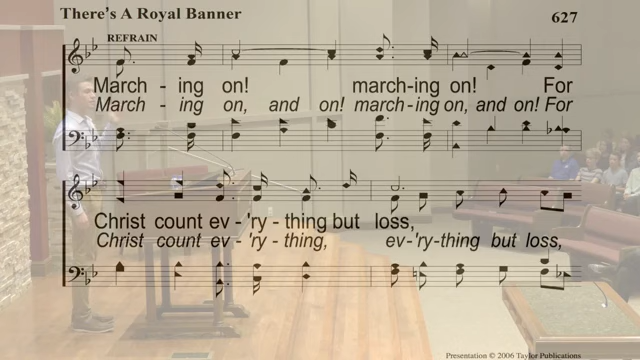 There's A Royal Banner
627
REFRAIN
March - ing on! march-ing on! For
March - ing on, and on! march-ing on, and on! For
Christ count ev - 'ry - thing but loss,
Christ count ev - 'ry - thing, ev-'ry-thing but loss,
Presentation © 2006 Taylor Publications